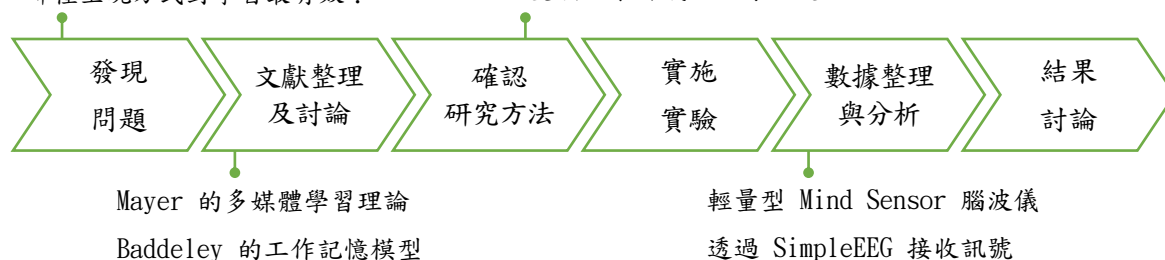 發現
問題
文獻整理
及討論
確認
研究方法
實施
實驗
數據整理
與分析
結果
討論
Mayer 的多媒體學習理論
Baddeley 的工作記憶模型
輕量型 Mind Sensor 腦波儀
透過 SimpleEEG 接收訊號